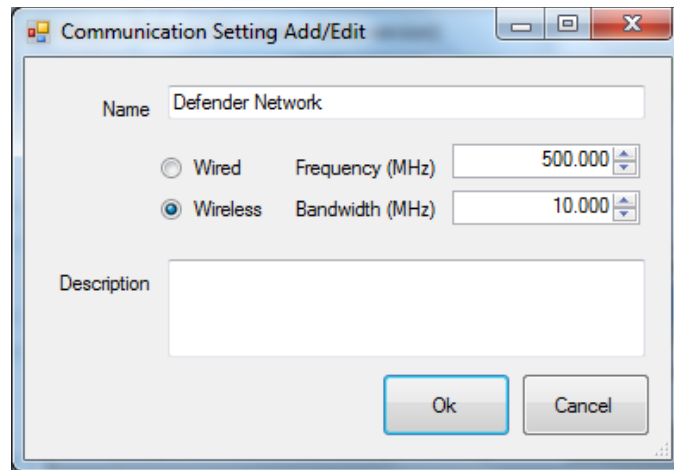 Communication Setting Add/Edit
Name Defender Network
Wired Frequency (MHz) 500.000
Wireless Bandwidth (MHz) 10.000
Description
Ok Cancel